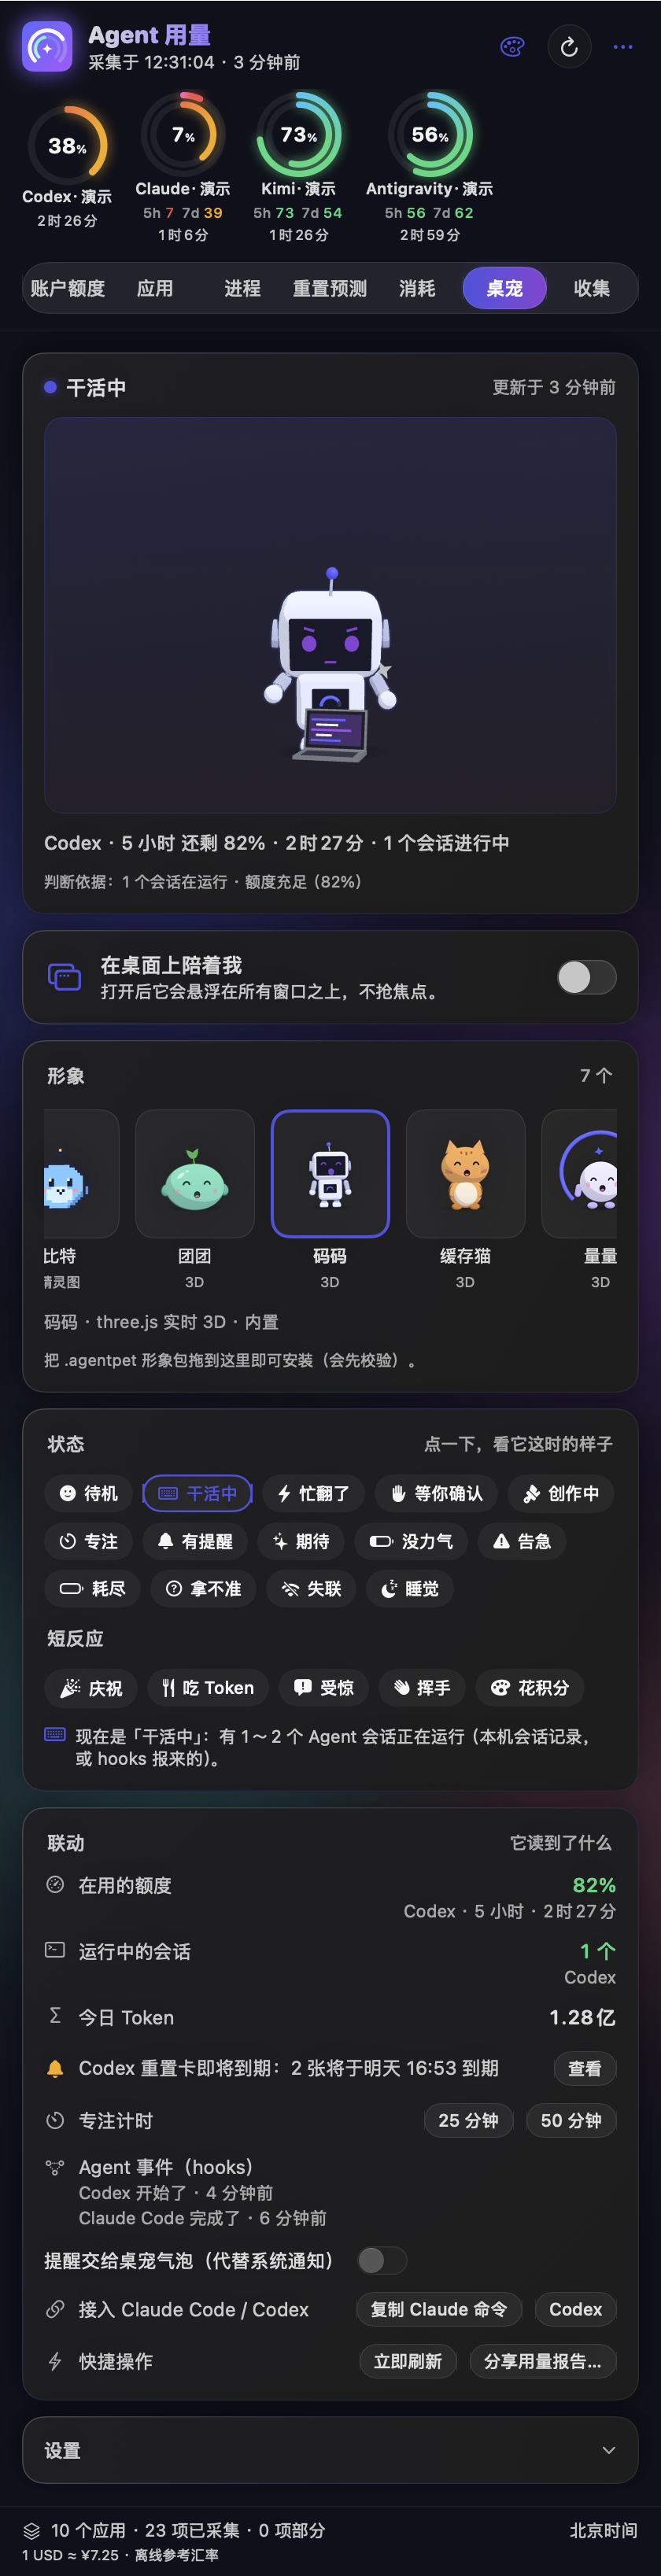 Agent 用量
采集于 12:31:04 · 3 分钟前
38%
7%
73%
56%
Codex · 演示
Claude · 演示
Kimi · 演示
Antigravity · 演示
2时26分
5h 7 7d 39
5h 73 7d 54
5h 56 7d 62
1时6分
1时26分
2时59分
账户额度
应用
进程
重置预测
消耗
桌宠
收集
干活中
更新于 3 分钟前
Codex · 5 小时 还剩 82% · 2时27分 · 1 个会话进行中
判断依据：1 个会话在运行 · 额度充足（82%）
在桌面上陪着我
打开后它会悬浮在所有窗口之上，不抢焦点。
形象
7 个
比特
团团
码码
缓存猫
量量
精灵图
3D
3D
3D
3D
码码 · three.js 实时 3D · 内置
把 .agentpet 形象包拖到这里即可安装（会先校验）。
状态
点一下，看它这时的样子
待机
干活中
忙翻了
等你确认
创作中
专注
有提醒
期待
没力气
告急
耗尽
拿不准
失联
睡觉
短反应
庆祝
吃 Token
受惊
挥手
花积分
现在是「干活中」：有 1～2 个 Agent 会话正在运行（本机会话记录，
或 hooks 报来的）。
联动
它读到了什么
在用的额度
82%
Codex · 5 小时 · 2时27分
运行中的会话
1 个
Codex
今日 Token
1.28亿
Codex 重置卡即将到期：2 张将于明天 16:53 到期
查看
专注计时
25 分钟
50 分钟
Agent 事件（hooks）
Codex 开始了 · 4 分钟前
Claude Code 完成了 · 6 分钟前
提醒交给桌宠气泡（代替系统通知）
接入 Claude Code / Codex
复制 Claude 命令
Codex
快捷操作
立即刷新
分享用量报告...
设置
10 个应用 · 23 项已采集 · 0 项部分
北京时间
1 USD ≈ ¥7.25 · 离线参考汇率